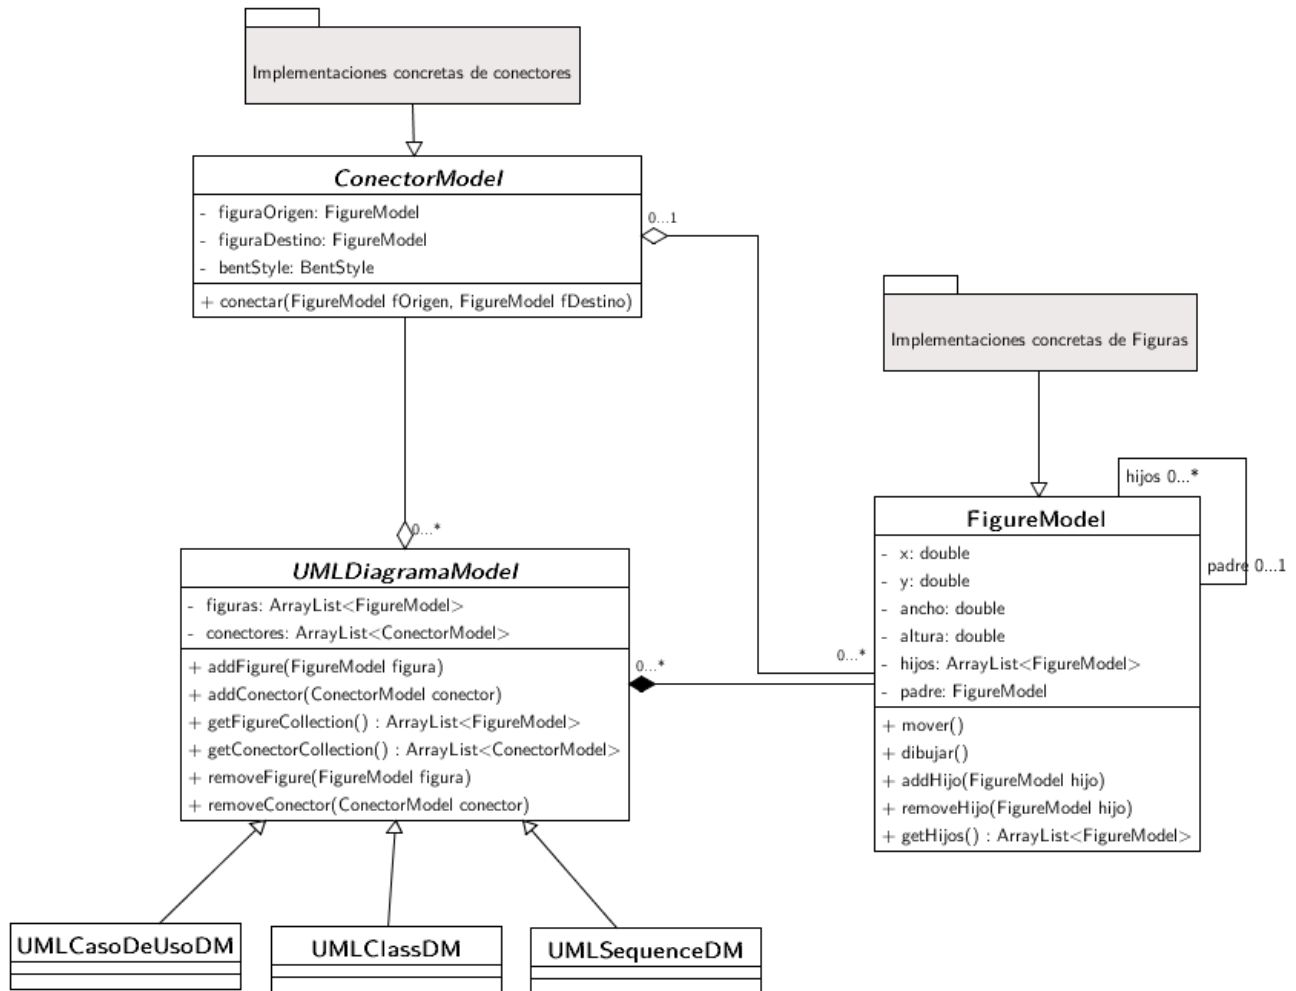 Implementaciones concretas de conectores
ConectorModel
- figuraOrigen: FigureModel
- figuraDestino: FigureModel
- bentStyle: BentStyle
+ conectar(FigureModel fOrigen, FigureModel fDestino)
0...1
Implementaciones concretas de Figuras
hijos 0...*
padre 0...1
FigureModel
- x: double
- y: double
- ancho: double
- altura: double
- hijos: ArrayList<FigureModel>
- padre: FigureModel
+ mover()
+ dibujar()
+ addHijo(FigureModel hijo)
+ removeHijo(FigureModel hijo)
+ getHijos() : ArrayList<FigureModel>
0...*
0...*
0...*
UMLDiagramaModel
- figuras: ArrayList<FigureModel>
- conectores: ArrayList<ConectorModel>
+ addFigure(FigureModel figura)
+ addConector(ConectorModel conector)
+ getFigureCollection() : ArrayList<FigureModel>
+ getConectorCollection() : ArrayList<ConectorModel>
+ removeFigure(FigureModel figura)
+ removeConector(ConectorModel conector)
UMLCasoDeUsoDM
UMLClassDM
UMLSequenceDM